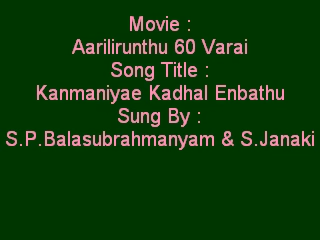 Movie :
Aarilirunthu 60 Varai
Song Title :
Kanmaniyae Kadhal Enbathu
Sung By :
S.P.Balasubrahmanyam & S.Janaki